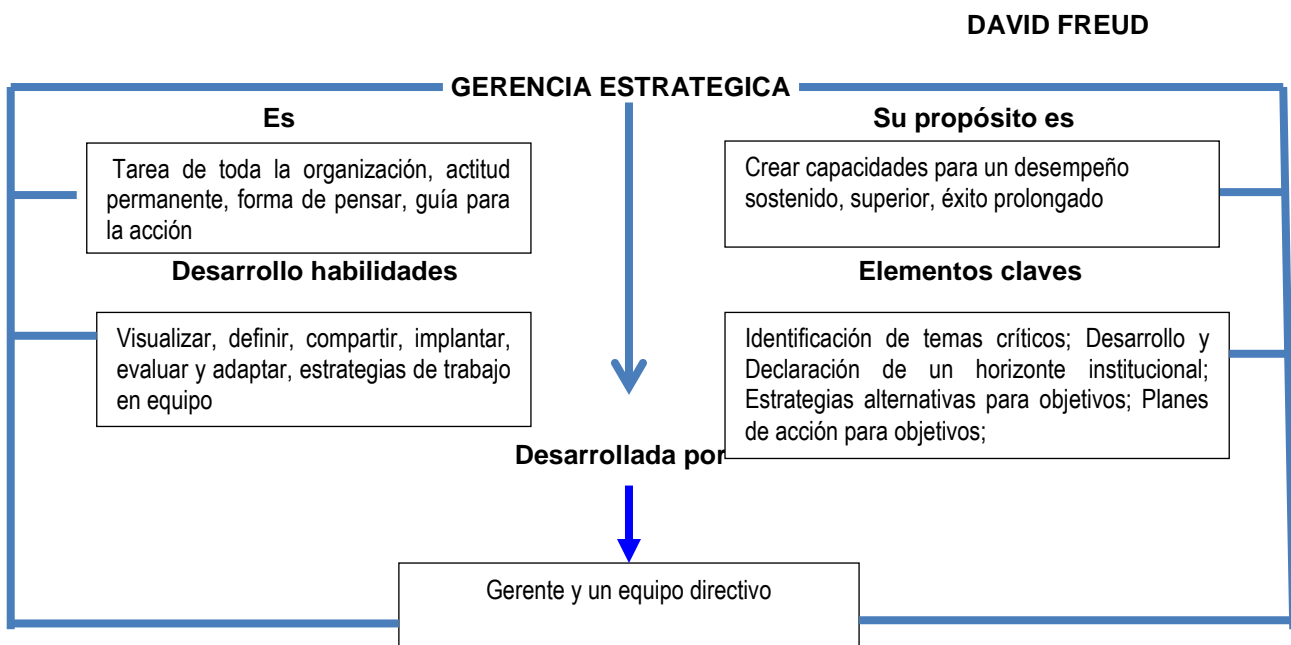 DAVID FREUD
GERENCIA ESTRATEGICA
Es
Tarea de toda la organización, actitud
permanente, forma de pensar, guía para
la acción
Su propósito es
Crear capacidades para un desempeño
sostenido, superior, éxito prolongado
Desarrollo habilidades
Visualizar, definir, compartir, implantar,
evaluar y adaptar, estrategias de trabajo
en equipo
Elementos claves
Identificación de temas críticos; Desarrollo y
Declaración de un horizonte institucional;
Estrategias alternativas para objetivos; Planes
de acción para objetivos;
Desarrollada por
Gerente y un equipo directivo